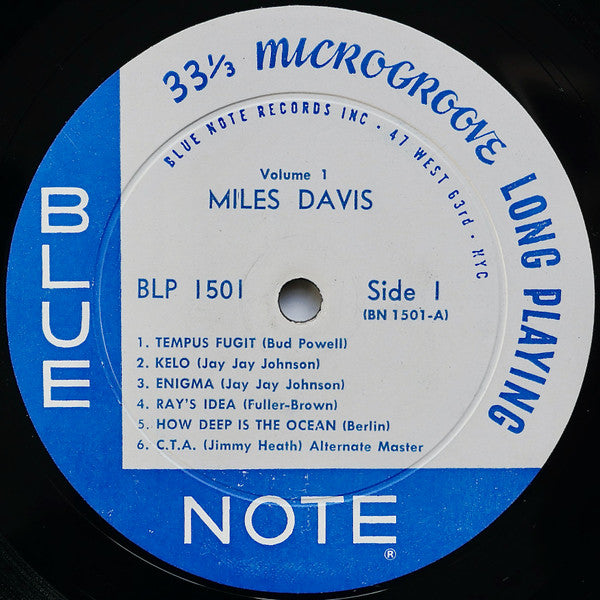 33⅓ MICROGROOVE LONG PLAYING
BLUE NOTE RECORDS INC • 47 WEST 63rd • NYC
Volume 1
MILES DAVIS
BLP 1501
Side 1
(BN 1501-A)
1. TEMPUS FUGIT (Bud Powell)
2. KELO (Jay Jay Johnson)
3. ENIGMA (Jay Jay Johnson)
4. RAY'S IDEA (Fuller-Brown)
5. HOW DEEP IS THE OCEAN (Berlin)
6. C.T.A. (Jimmy Heath) Alternate Master
BLUE
NOTE
®